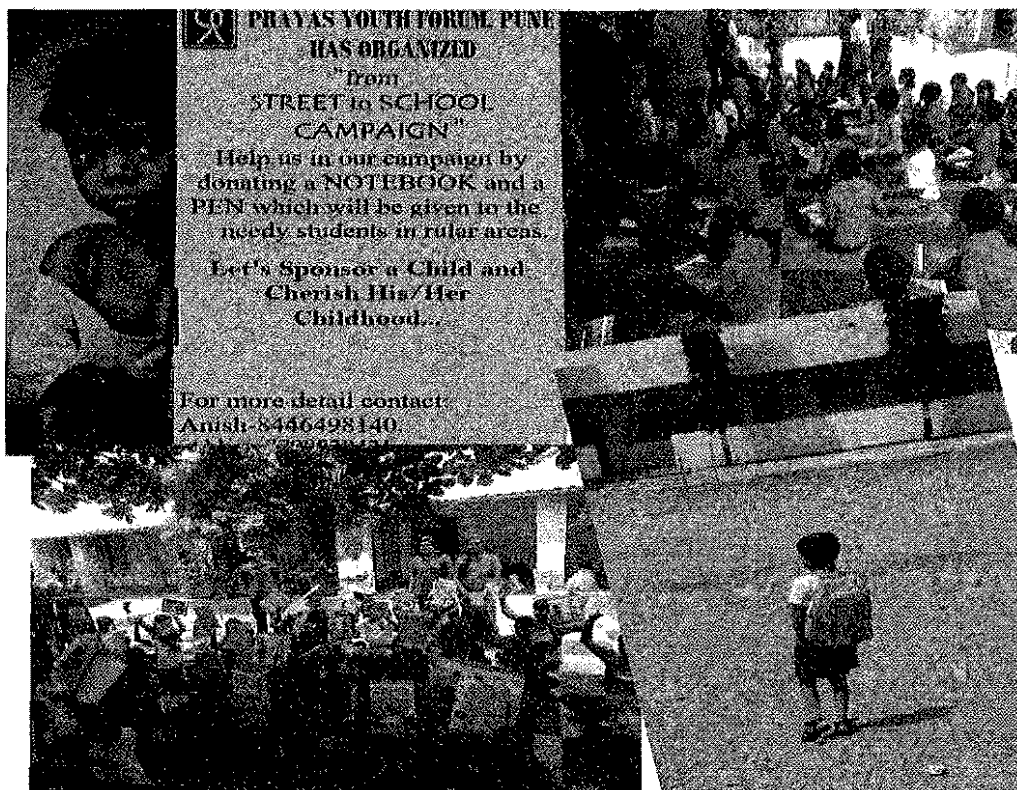 PRAYAS YOUTH FORUM, PUNE
HAS ORGANIZED
"from
STREET to SCHOOL
CAMPAIGN"
Help us in our campaign by
donating a NOTEBOOK and a
PEN which will be given to the
needy students in rular areas.
Let's Sponsor a Child and
Cherish His/Her
Childhood...
For more detail contact:
Anish-8446498140.